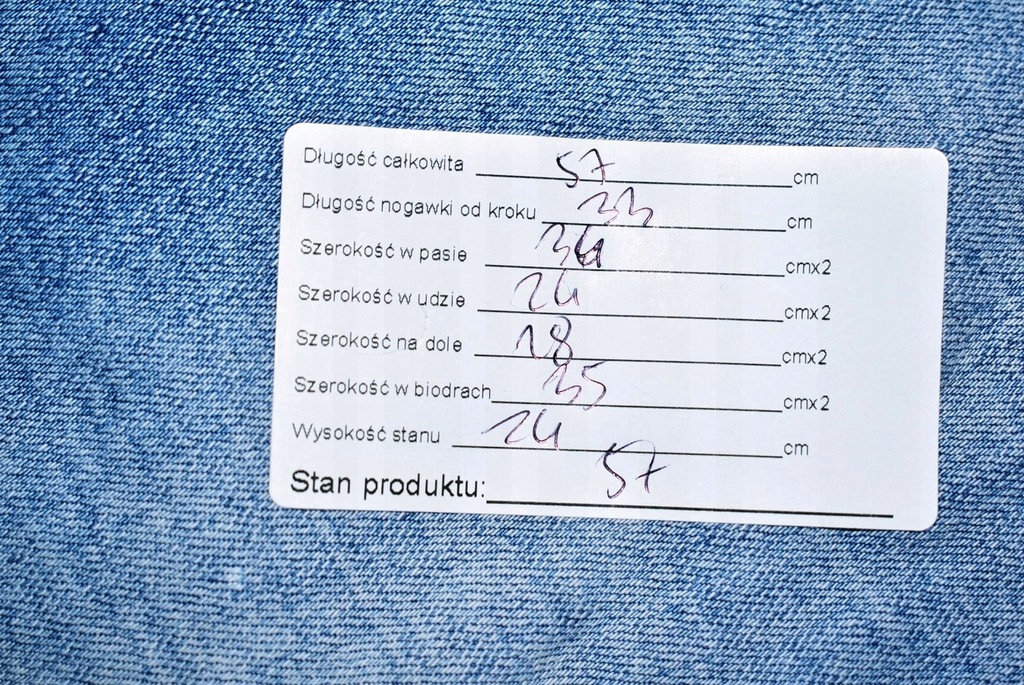 Długość całkowita 57 cm
Długość nogawki od kroku 33 cm
Szerokość w pasie 34 cmx2
Szerokość w udzie 24 cmx2
Szerokość na dole 18 cmx2
Szerokość w biodrach 35 cmx2
Wysokość stanu 24 cm
Stan produktu: 57